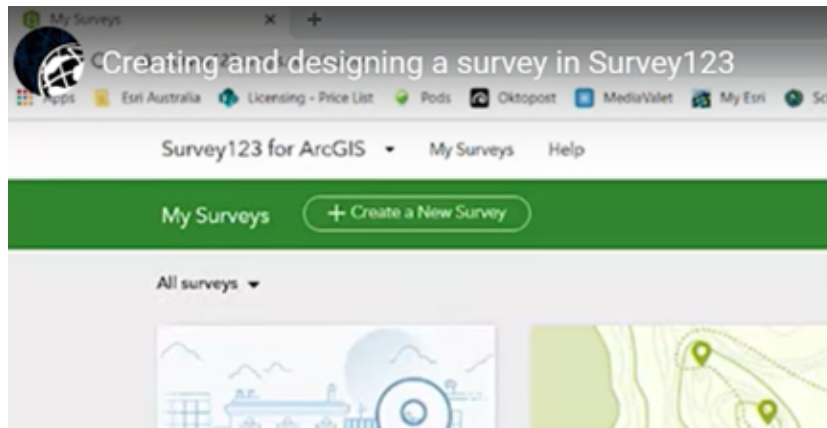 My Surveys
Creating and designing a survey in Survey123
Apps Esri Australia Licensing - Price List Pods Oktopost MediaValet My Esri
Survey123 for ArcGIS My Surveys Help
My Surveys + Create a New Survey
All surveys